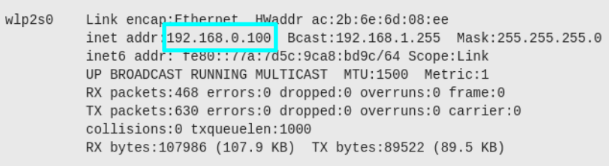 wlp2s0 Link encap:Ethernet HWaddr ac:2b:6e:6d:08:ee
inet addr:192.168.0.100 Bcast:192.168.1.255 Mask:255.255.255.0
inet6 addr: fe80::77a:7d5c:9ca8:bd9c/64 Scope:Link
UP BROADCAST RUNNING MULTICAST MTU:1500 Metric:1
RX packets:468 errors:0 dropped:0 overruns:0 frame:0
TX packets:630 errors:0 dropped:0 overruns:0 carrier:0
collisions:0 txqueuelen:1000
RX bytes:107986 (107.9 KB) TX bytes:89522 (89.5 KB)